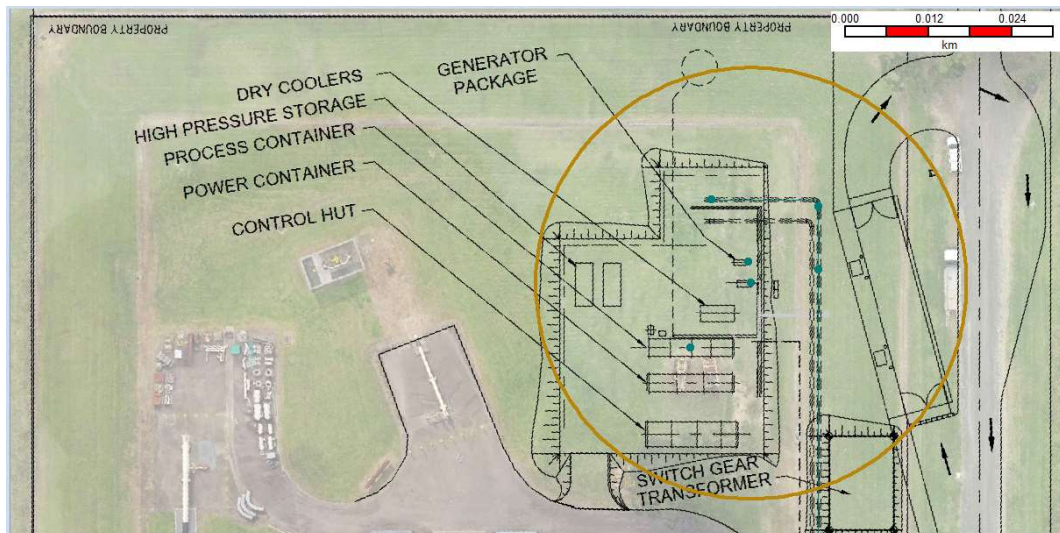 PROPERTY BOUNDARY
PROPERTY BOUNDARY
0.000 0.012 0.024
km
GENERATOR
PACKAGE
DRY COOLERS
HIGH PRESSURE STORAGE
PROCESS CONTAINER
POWER CONTAINER
CONTROL HUT
SWITCH GEAR
TRANSFORMER